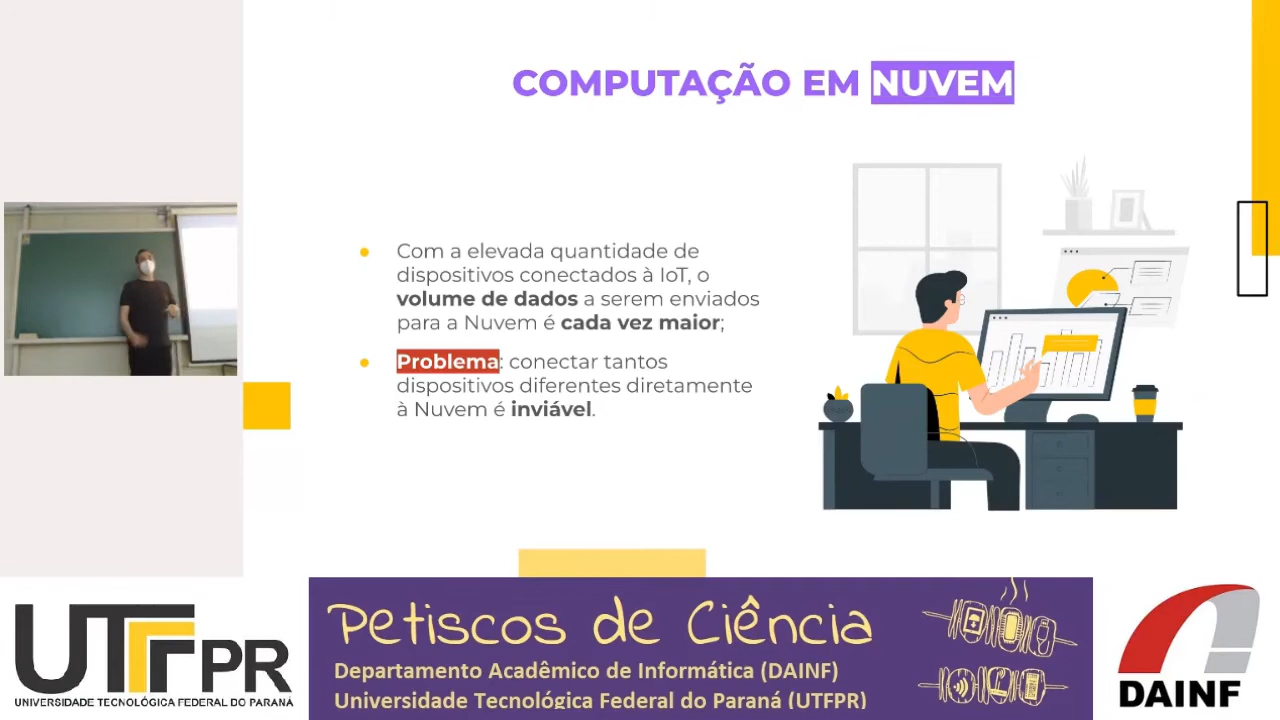 COMPUTAÇÃO EM NUVEM
Com a elevada quantidade de
dispositivos conectados à IoT, o
volume de dados a serem enviados
para a Nuvem é cada vez maior;
Problema: conectar tantos
dispositivos diferentes diretamente
à Nuvem é inviável.
UTFPR
UNIVERSIDADE TECNOLÓGICA FEDERAL DO PARANÁ
Petiscos de Ciência
Departamento Acadêmico de Informática (DAINF)
Universidade Tecnológica Federal do Paraná (UTFPR)
DAINF